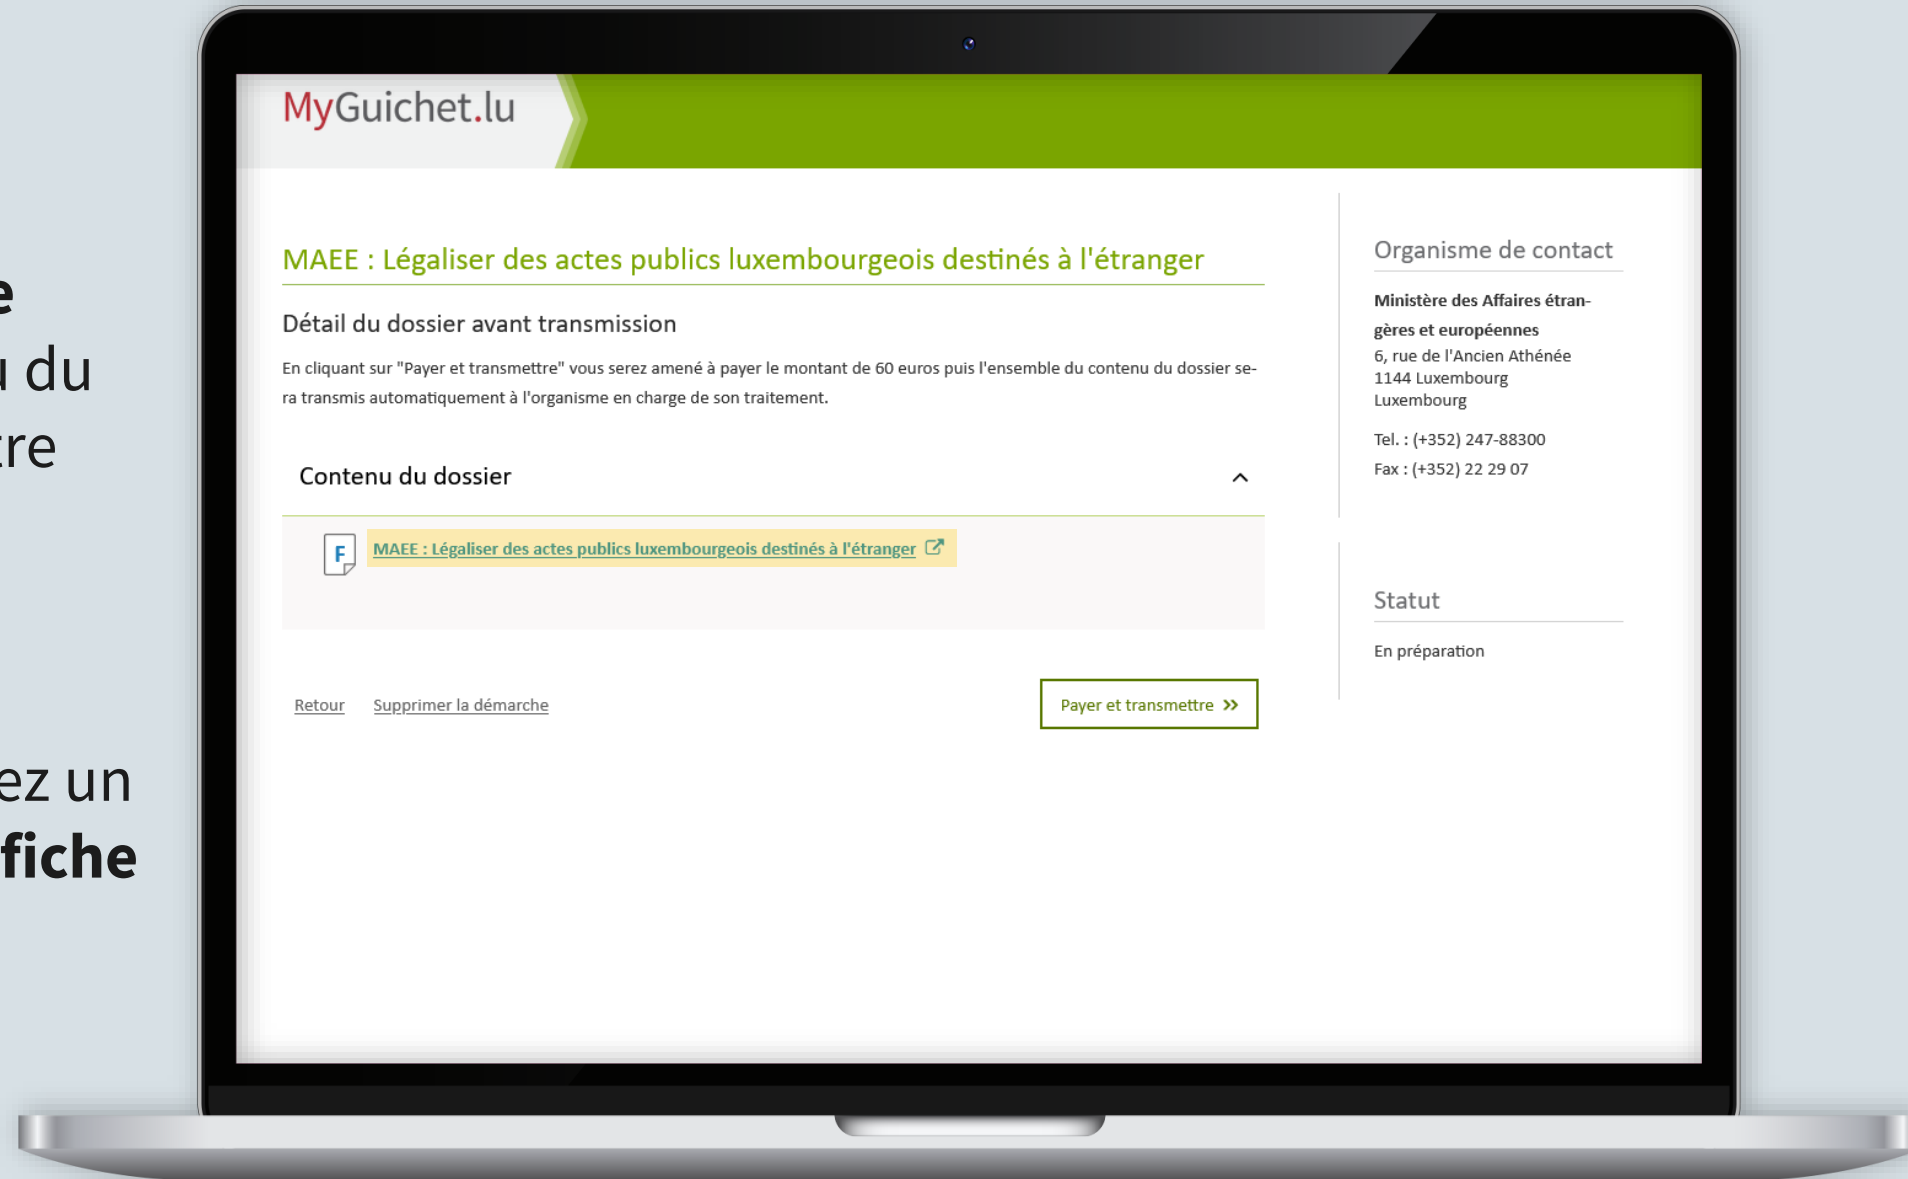 e
u du
tre
ez un
fiche
MyGuichet.lu
MAEE : Légaliser des actes publics luxembourgeois destinés à l'étranger
Détail du dossier avant transmission
En cliquant sur "Payer et transmettre" vous serez amené à payer le montant de 60 euros puis l'ensemble du contenu du dossier se-
ra transmis automatiquement à l'organisme en charge de son traitement.
Contenu du dossier
F
MAEE : Légaliser des actes publics luxembourgeois destinés à l'étranger
Retour Supprimer la démarche
Payer et transmettre »
Organisme de contact
Ministère des Affaires étran-
gères et européennes
6, rue de l'Ancien Athénée
1144 Luxembourg
Luxembourg
Tel. : (+352) 247-88300
Fax : (+352) 22 29 07
Statut
En préparation